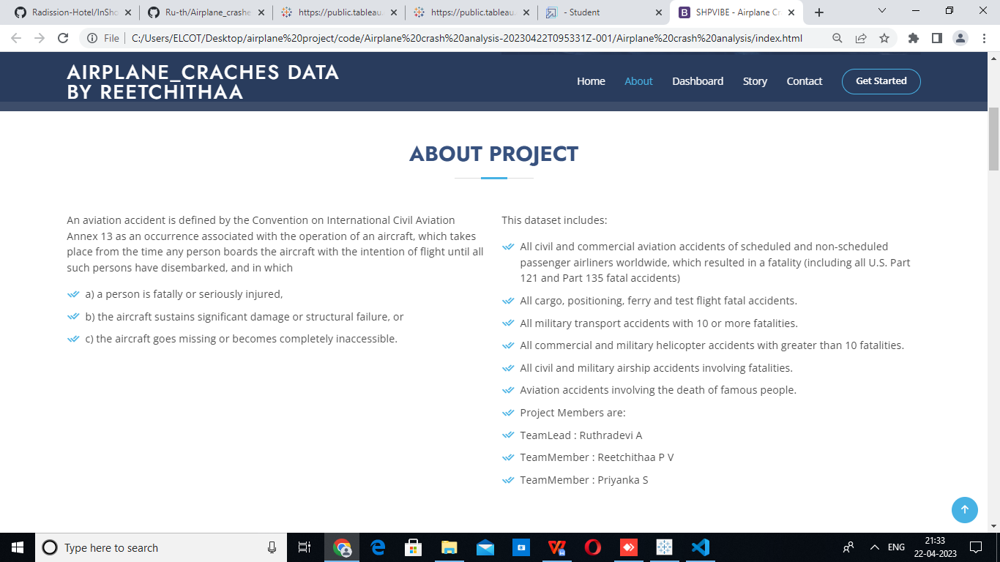 Radission-Hotel/InSho
Ru-th/Airplane_crashe
https://public.tableau.
https://public.tableau.
- Student
SHPVIBE - Airplane Cr
File
C:/Users/ELCOT/Desktop/airplane%20project/code/Airplane%20crash%20analysis-20230422T095331Z-001/Airplane%20crash%20analysis/index.html
AIRPLANE_CRACHES DATA
BY REETCHITHAA
Home
About
Dashboard
Story
Contact
Get Started
ABOUT PROJECT
An aviation accident is defined by the Convention on International Civil Aviation
Annex 13 as an occurrence associated with the operation of an aircraft, which takes
place from the time any person boards the aircraft with the intention of flight until all
such persons have disembarked, and in which
a) a person is fatally or seriously injured,
b) the aircraft sustains significant damage or structural failure, or
c) the aircraft goes missing or becomes completely inaccessible.
This dataset includes:
All civil and commercial aviation accidents of scheduled and non-scheduled
passenger airliners worldwide, which resulted in a fatality (including all U.S. Part
121 and Part 135 fatal accidents)
All cargo, positioning, ferry and test flight fatal accidents.
All military transport accidents with 10 or more fatalities.
All commercial and military helicopter accidents with greater than 10 fatalities.
All civil and military airship accidents involving fatalities.
Aviation accidents involving the death of famous people.
Project Members are:
TeamLead : Ruthradevi A
TeamMember : Reetchithaa P V
TeamMember : Priyanka S
Type here to search
ENG
21:33
22-04-2023